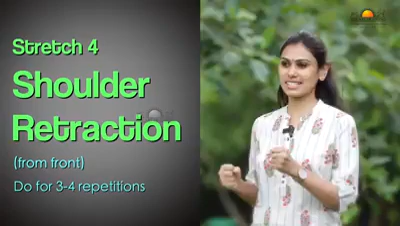 Stretch 4
Shoulder
Retraction
(from front)
Do for 3-4 repetitions